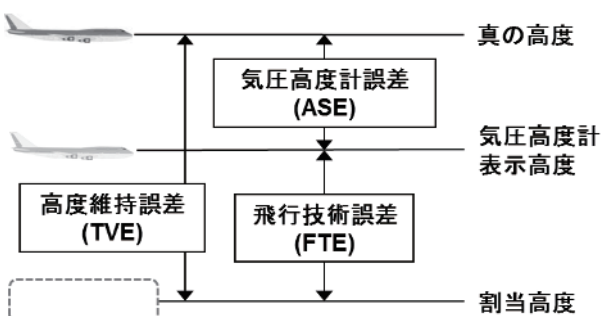 真の高度
気圧高度計誤差
(ASE)
気圧高度計
表示高度
高度維持誤差
(TVE)
飛行技術誤差
(FTE)
割当高度